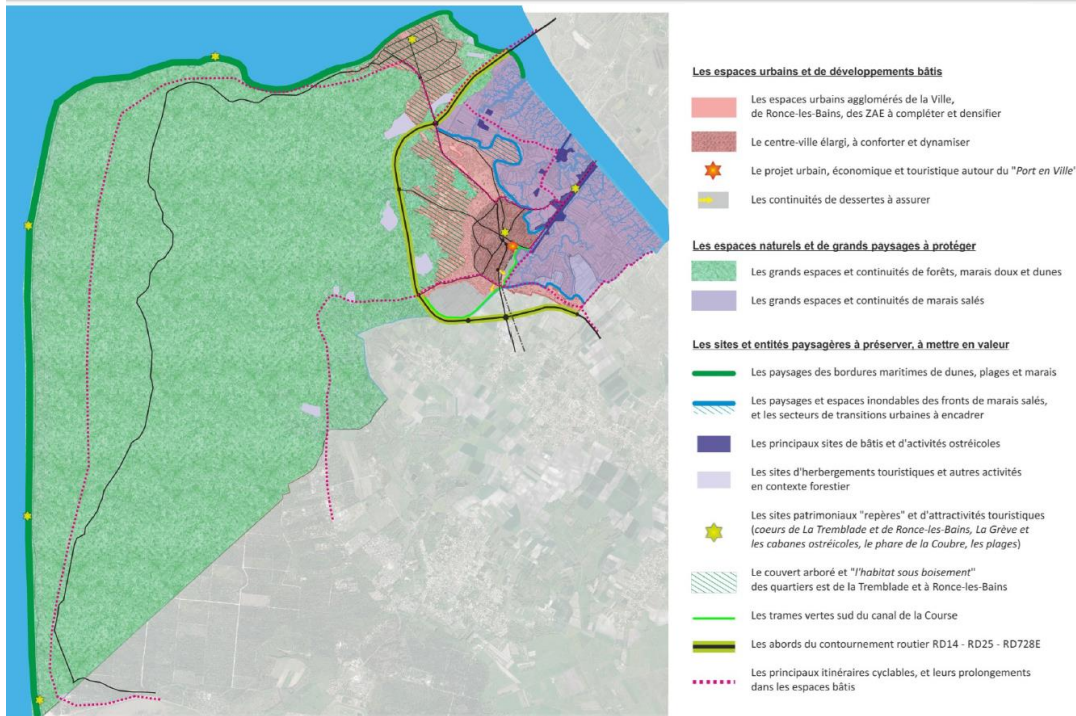 Les espaces urbains et de développements bâtis
Les espaces urbains agglomérés de la Ville,
de Ronce-les-Bains, des ZAE à compléter et densifier
Le centre-ville élargi, à conforter et dynamiser
Le projet urbain, économique et touristique autour du "Port en Ville"
Les continuités de dessertes à assurer
Les espaces naturels et de grands paysages à protéger
Les grands espaces et continuités de forêts, marais doux et dunes
Les grands espaces et continuités de marais salés
Les sites et entités paysagères à préserver, à mettre en valeur
Les paysages des bordures maritimes de dunes, plages et marais
Les paysages et espaces inondables des fronts de marais salés,
et les secteurs de transitions urbaines à encadrer
Les principaux sites de bâtis et d'activités ostréicoles
Les sites d'herbergements touristiques et autres activités
en contexte forestier
Les sites patrimoniaux "repères" et d'attractivités touristiques
(coeurs de La Tremblade et de Ronce-les-Bains, La Grève et
les cabanes ostréicoles, le phare de la Coubre, les plages)
Le couvert arboré et "l'habitat sous boisement"
des quartiers est de la Tremblade et à Ronce-les-Bains
Les trames vertes sud du canal de la Course
Les abords du contournement routier RD14 - RD25 - RD728E
Les principaux itinéraires cyclables, et leurs prolongements
dans les espaces bâtis